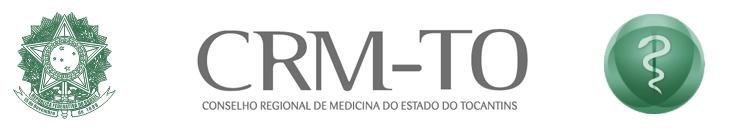 CRM-TO
CONSELHO REGIONAL DE MEDICINA DO ESTADO DO TOCANTINS